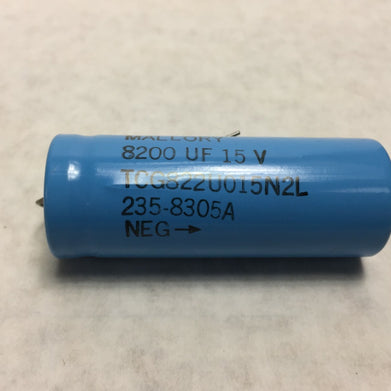 MALLORY
8200 UF 15 V
TCG822U015N2L
235-8305A
NEG→